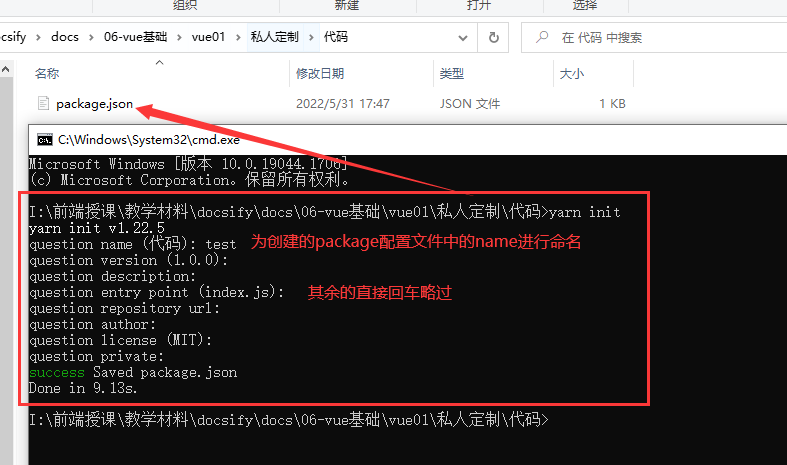 组织 新建 打开 选择
csify > docs > 06-vue基础 > vue01 > 私人定制 > 代码 在 代码 中搜索
名称 修改日期 类型 大小
package.json 2022/5/31 17:47 JSON 文件 1 KB
C:\Windows\System32\cmd.exe
Microsoft Windows [版本 10.0.19044.1706]
(c) Microsoft Corporation。保留所有权利。
I:\前端授课\教学材料\docsify\docs\06-vue基础\vue01\私人定制\代码>yarn init
yarn init v1.22.5
question name (代码): test 为创建的package配置文件中的name进行命名
question version (1.0.0):
question description:
question entry point (index.js): 其余的直接回车略过
question repository url:
question author:
question license (MIT):
question private:
success Saved package.json
Done in 9.13s.
I:\前端授课\教学材料\docsify\docs\06-vue基础\vue01\私人定制\代码>